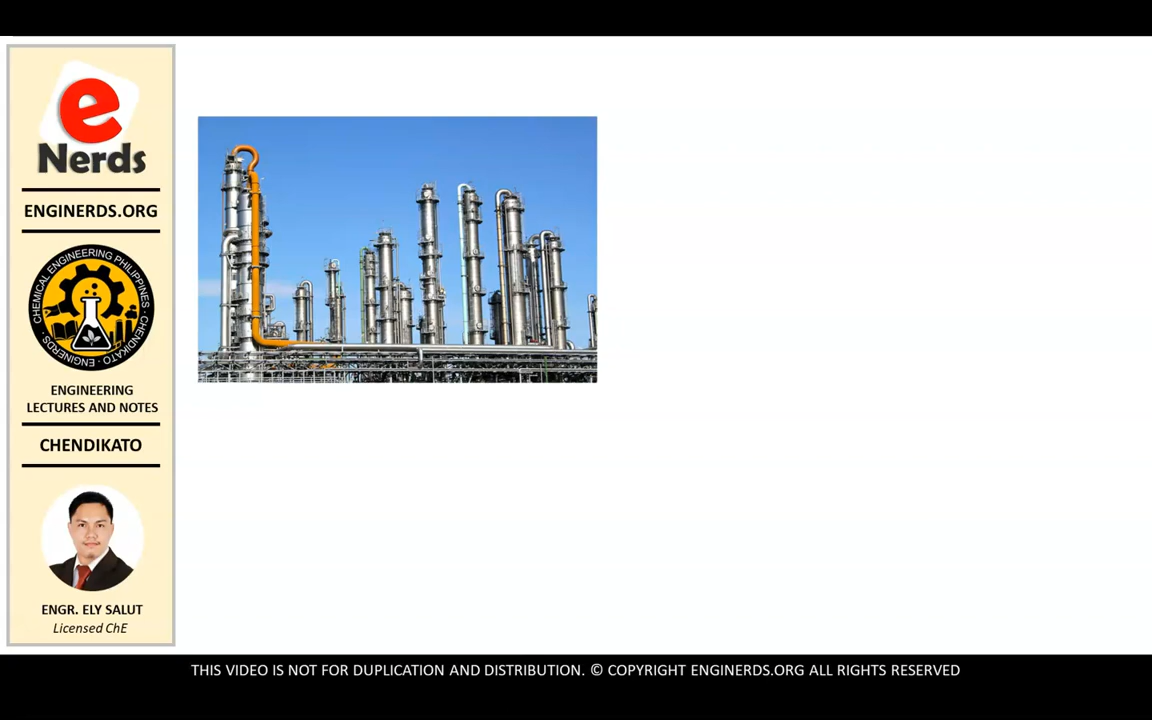 e
Nerds
ENGINERDS.ORG
CHEMICAL ENGINEERING PHILIPPINES · CHENDIKATO · ENGINERDS ·
ENGINEERING
LECTURES AND NOTES
CHENDIKATO
ENGR. ELY SALUT
Licensed ChE
THIS VIDEO IS NOT FOR DUPLICATION AND DISTRIBUTION. © COPYRIGHT ENGINERDS.ORG ALL RIGHTS RESERVED